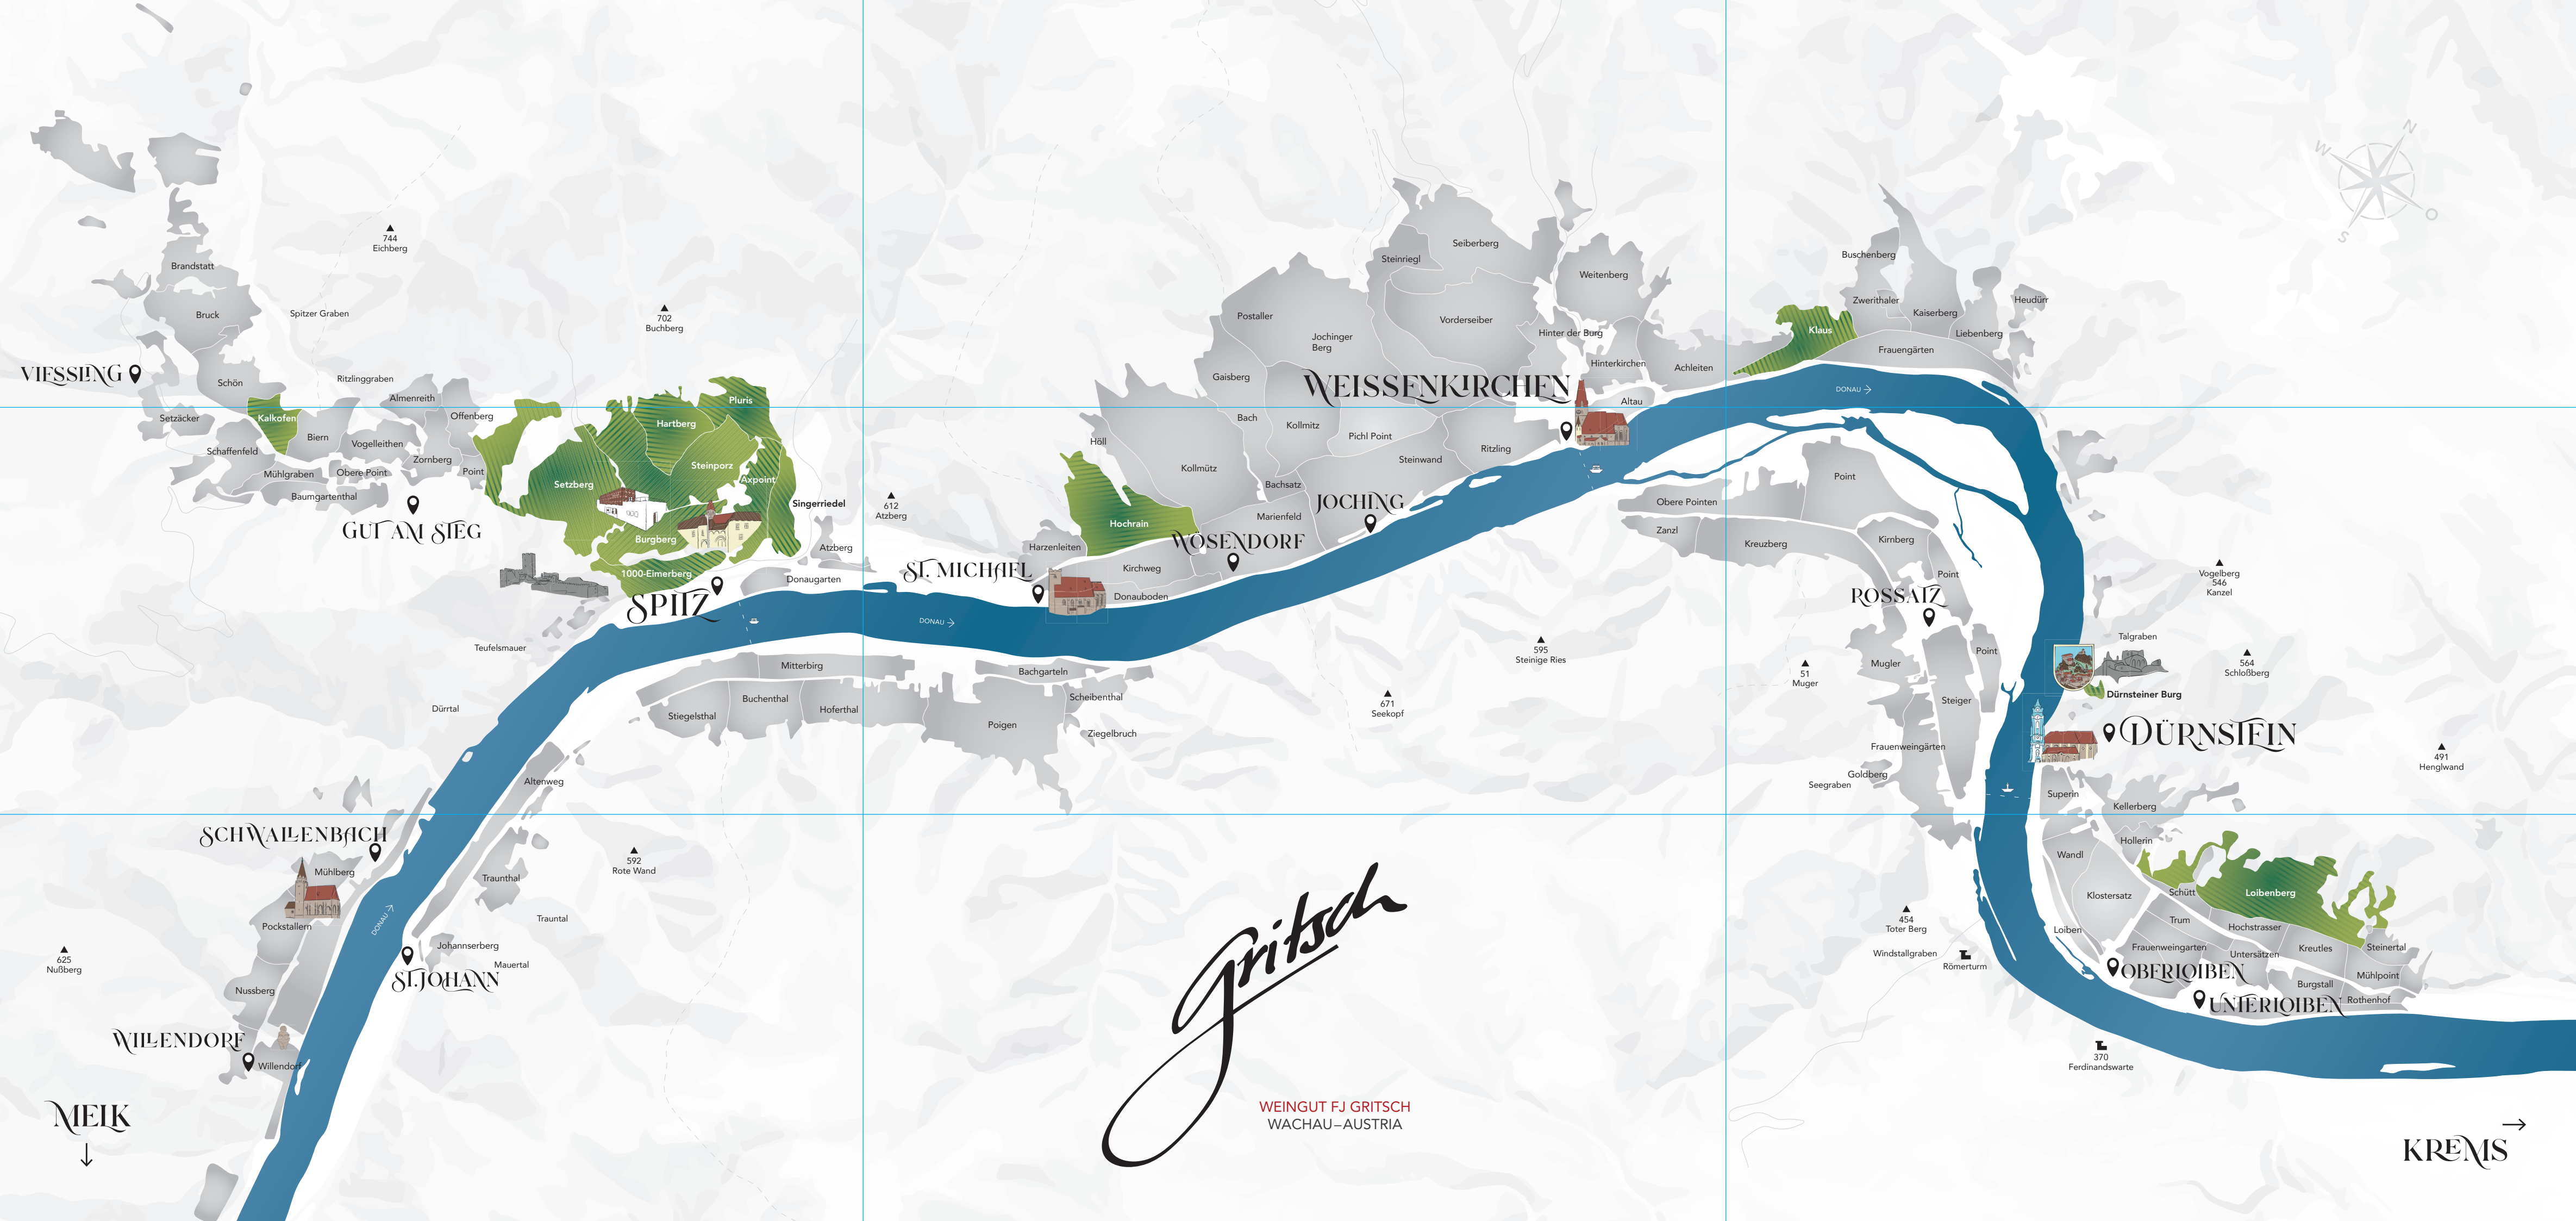 N
W
O
S
744
Eichberg
Brandstatt
Bruck
Spitzer Graben
702
Buchberg
VIESSLING
Schön
Ritzlinggraben
Almenreith
Setzäcker
Kalkofen
Offenberg
Biern
Vogelleithen
Schaffenfeld
Zornberg
Mühlgraben
Obere Point
Point
Baumgartenthal
GUT AM SIEG
Pluris
Hartberg
Steinporz
Setzberg
Axpoint
Singerriedel
Burgberg
1000-Eimerberg
SPITZ
Atzberg
Donaugarten
612
Atzberg
Teufelsmauer
Dürrtal
Mitterbirg
Buchenthal
Stiegelsthal
Hoferthal
Bachgarteln
Scheibenthal
Poigen
Ziegelbruch
Altenweg
SCHWALLENBACH
Mühlberg
Pockstallern
Nussberg
625
Nußberg
WILLENDORF
Willendorf
MELK
DONAU
592
Rote Wand
Traunthal
Trauntal
Johannserberg
Mauertal
ST.JOHANN
DONAU
ST. MICHAEL
Harzenleiten
Hochrain
Kirchweg
Donauboden
WÖSENDORF
Höll
Kollmütz
Postaller
Jochinger
Berg
Gaisberg
Bach
Kollmitz
Pichl Point
Steinwand
Bachsatz
Marienfeld
JOCHING
Ritzling
Steinriegl
Seiberberg
Vorderseiber
Weitenberg
Hinter der Burg
Hinterkirchen
Achleiten
WEISSENKIRCHEN
Altau
595
Steinige Ries
671
Seekopf
Klaus
Buschenberg
Zwerithaler
Kaiserberg
Heudürr
Liebenberg
Frauengärten
DONAU
Point
Obere Pointen
Zanzl
Kreuzberg
Kirnberg
Point
ROSSATZ
Mugler
Point
Steiger
51
Muger
Frauenweingärten
Goldberg
Seegraben
Vogelberg
546
Kanzel
Talgraben
564
Schloßberg
Dürnsteiner Burg
DÜRNSTEIN
491
Henglwand
Superin
Kellerberg
Hollerin
Wandl
Klostersatz
Schütt
Loibenberg
Trum
Hochstrasser
Loiben
Frauenweingarten
Untersätzen
Kreutles
Steinertal
Mühlpoint
OBERLOIBEN
Burgstall
Rothenhof
UNTERLOIBEN
454
Toter Berg
Windstallgraben
Römerturm
370
Ferdinandswarte
KREMS
Gritsch
WEINGUT FJ GRITSCH
WACHAU–AUSTRIA